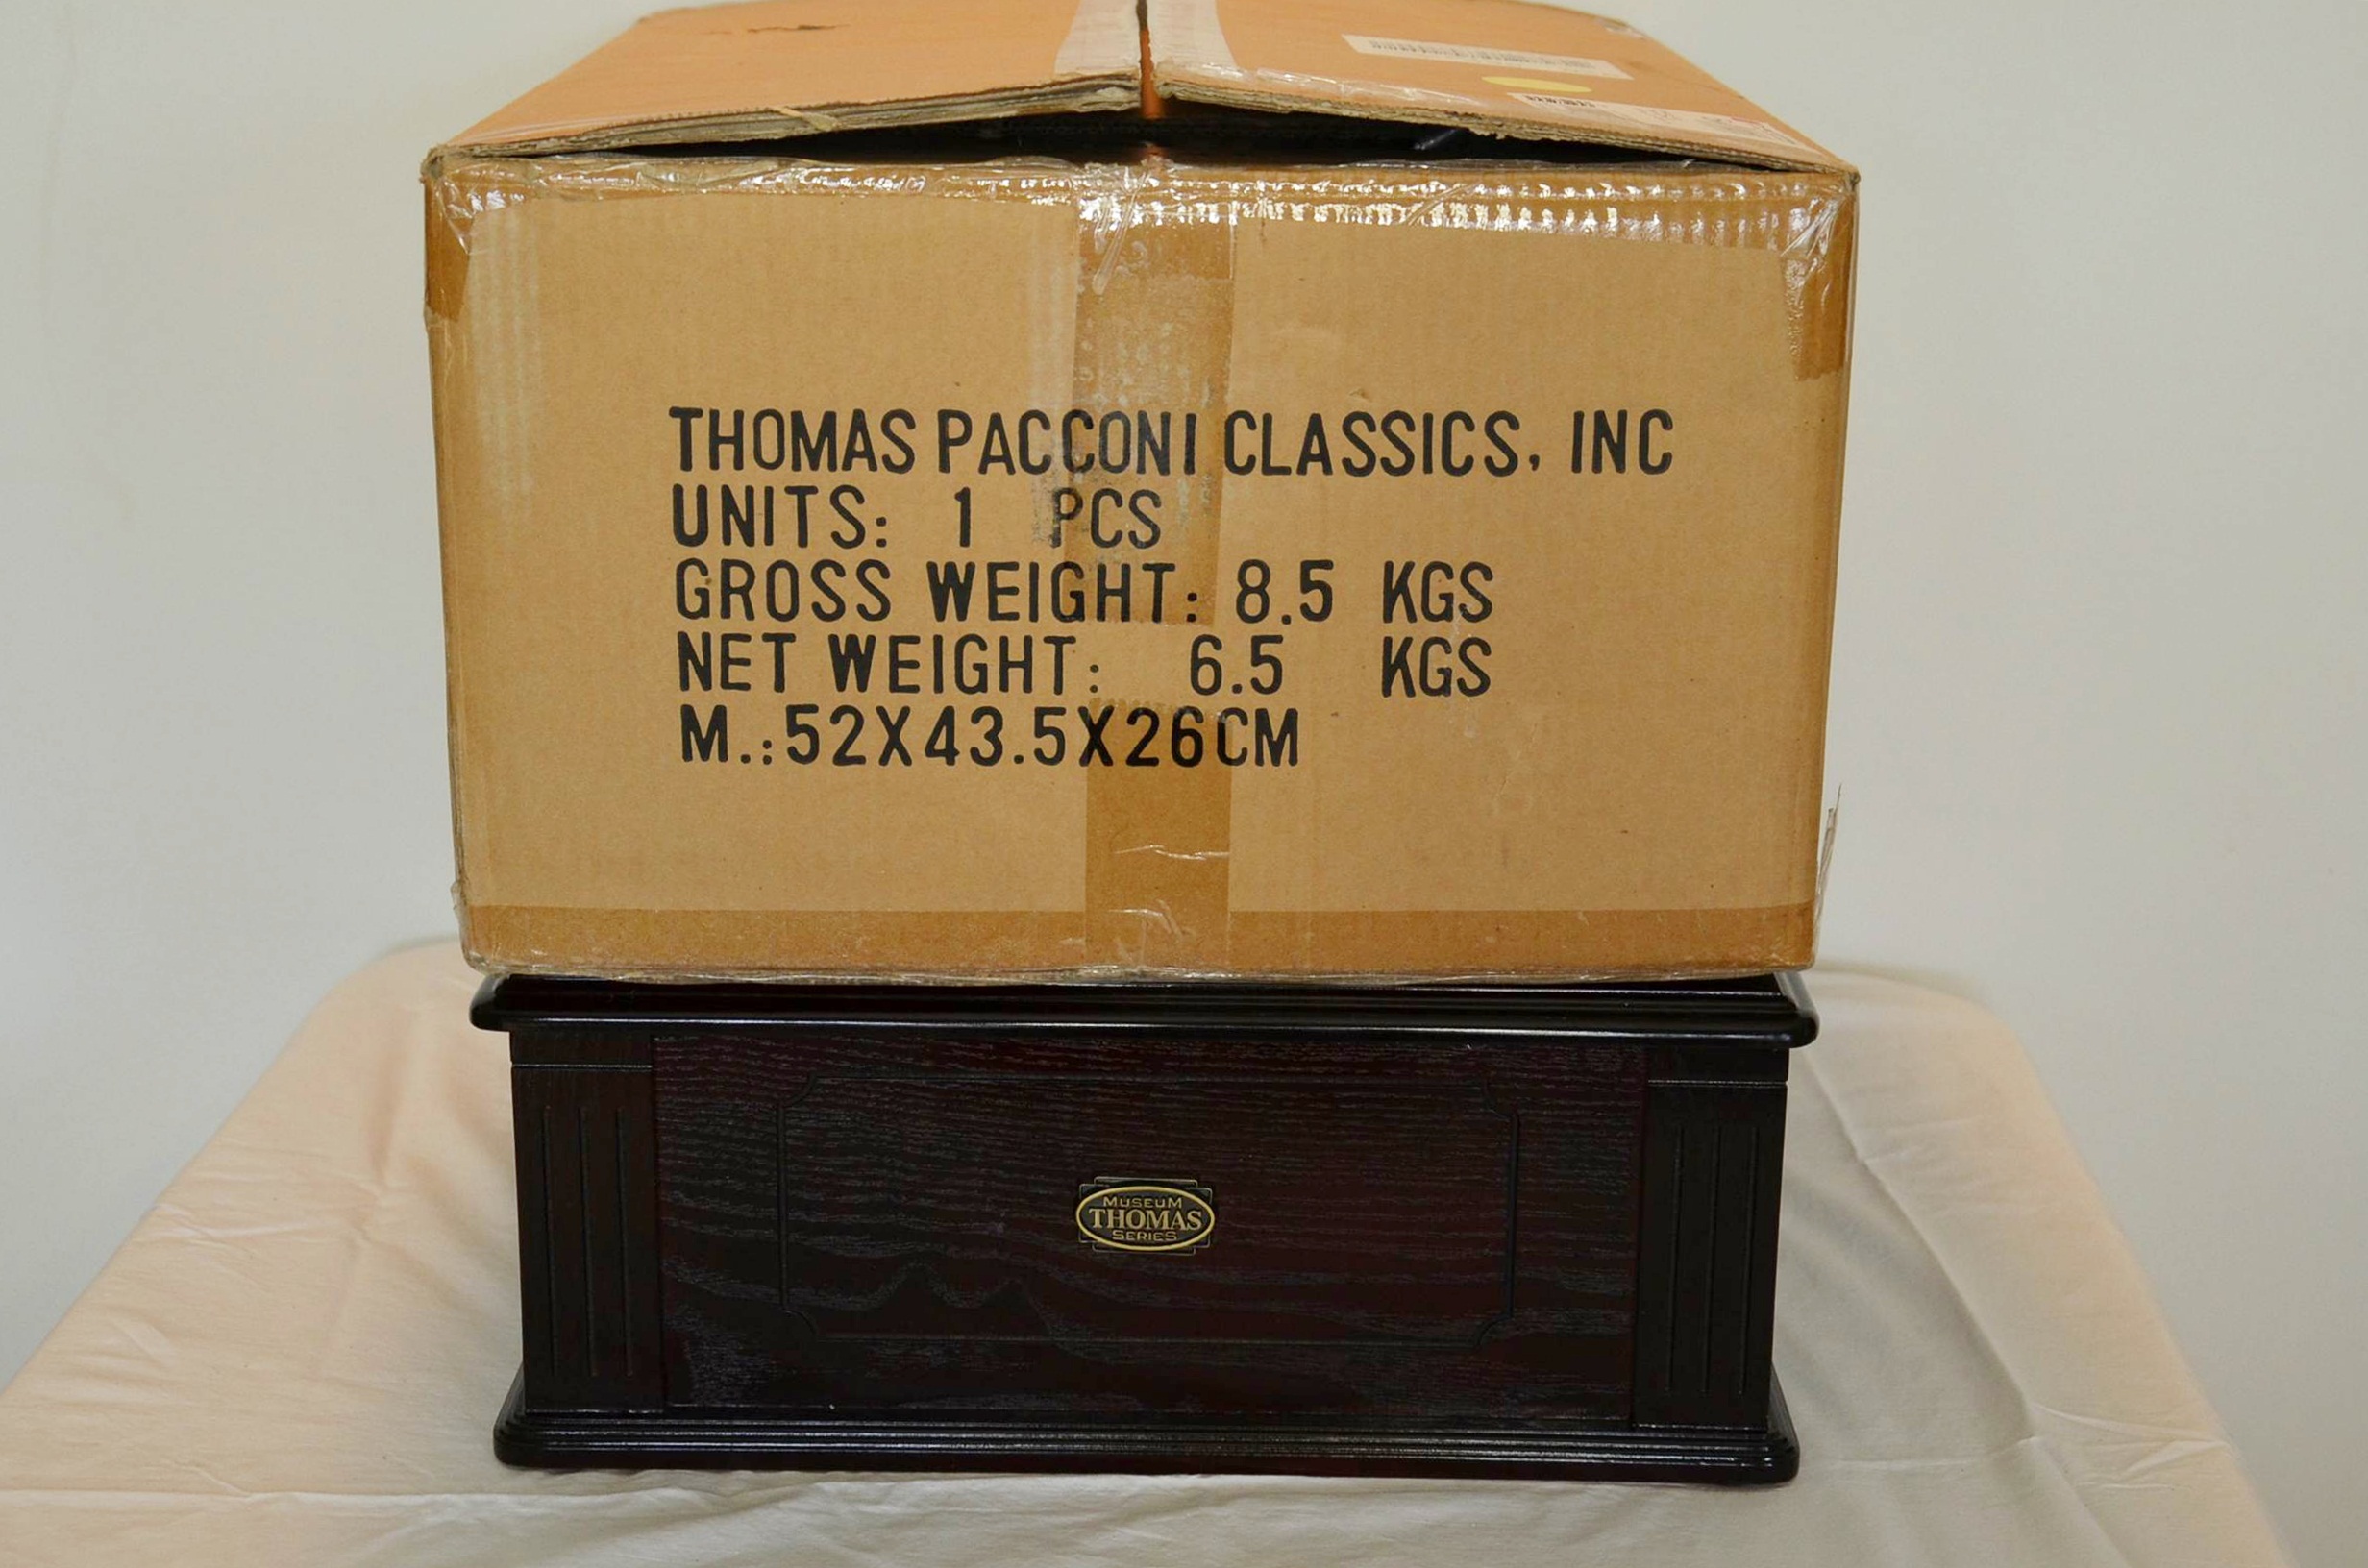 THOMAS PACCONI CLASSICS, INC
UNITS: 1 PCS
GROSS WEIGHT: 8.5 KGS
NET WEIGHT: 6.5 KGS
M.:52X43.5X26CM
MUSEUM
THOMAS
SERIES